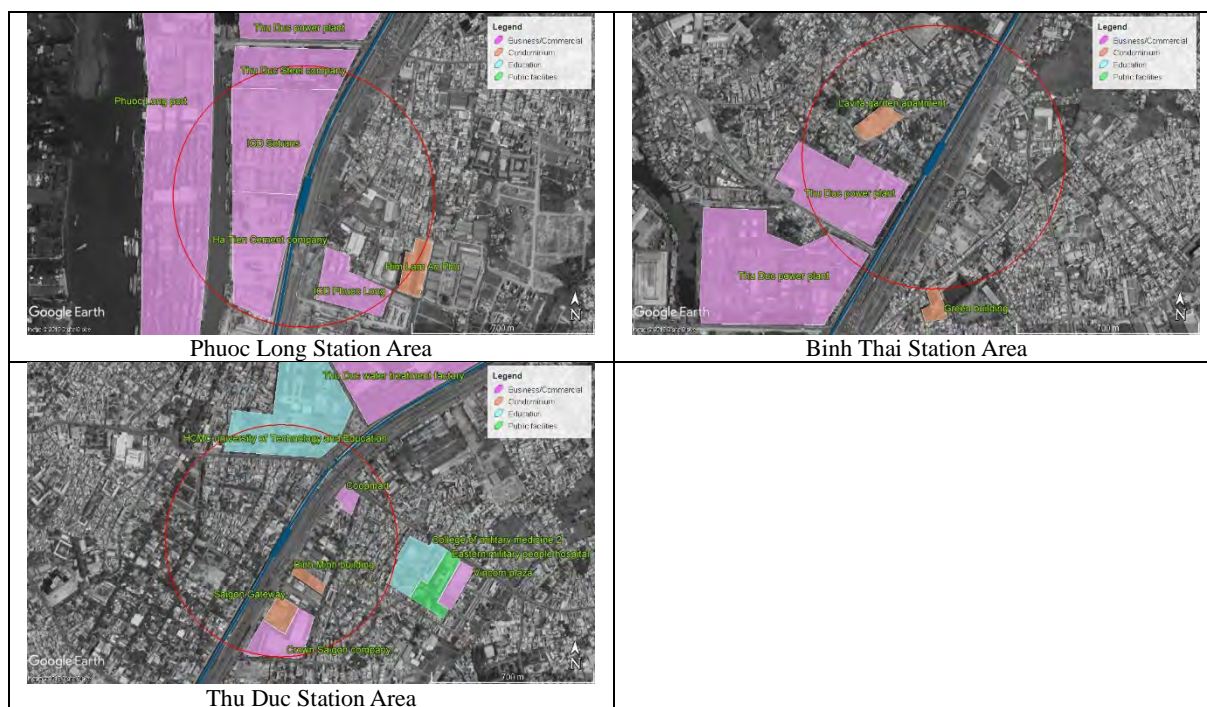 Thu Duc power plant
Legend
Business/Commercial
Condominium
Education
Pubic facilities
Thu Duc Steel company
Phuoc Long port
ICD Sotrans
Ha Tien Cement company
Him Lam An Phu
ICD Phuoc Long
Google Earth
700 m
N
Phuoc Long Station Area
Legend
Business/Commercial
Condominium
Education
Pubic facilities
Lavita garden apartment
Thu Duc power plant
Thu Duc power plant
Green building
Google Earth
700 m
N
Binh Thai Station Area
Thu Duc water treatment factory
Legend
Business/Commercial
Condominium
Education
Pubic facilities
HCMC university of Technology and Education
Coopmart
College of military medicine 2
Eastern military people hospital
Vincom plaza
Binh Minh building
Saigon Gateway
Crown Saigon company
Google Earth
700 m
N
Thu Duc Station Area